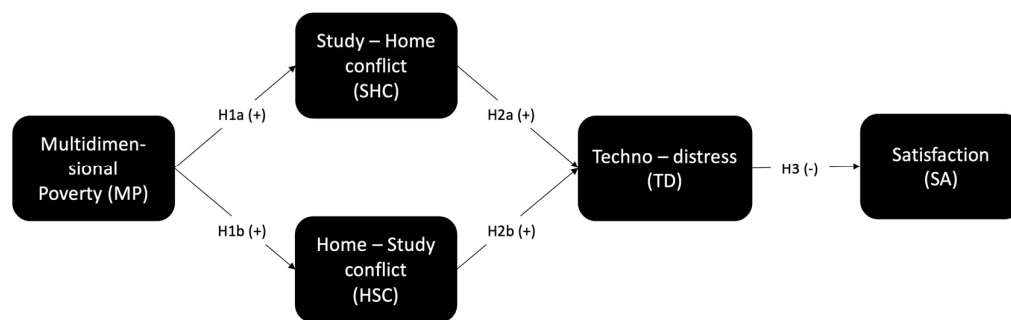 Study – Home
conflict
(SHC)
H1a (+)
H2a (+)
Multidimen-
sional
Poverty (MP)
Techno – distress
(TD)
H3 (-)
Satisfaction
(SA)
H1b (+)
H2b (+)
Home – Study
conflict
(HSC)